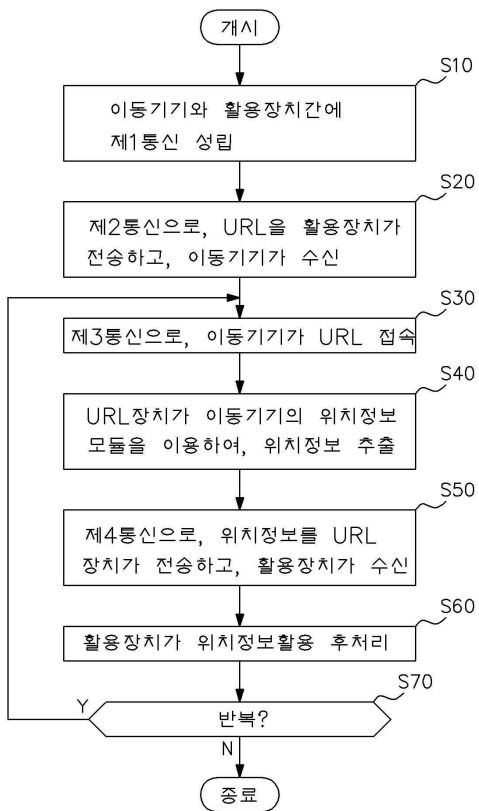 개시
S10
이동기기와 활용장치간에
제1통신 성립
S20
제2통신으로, URL을 활용장치가
전송하고, 이동기기가 수신
S30
제3통신으로, 이동기기가 URL 접속
S40
URL장치가 이동기기의 위치정보
모듈을 이용하여, 위치정보 추출
S50
제4통신으로, 위치정보를 URL
장치가 전송하고, 활용장치가 수신
S60
활용장치가 위치정보활용 후처리
S70
Y
반복?
N
종료